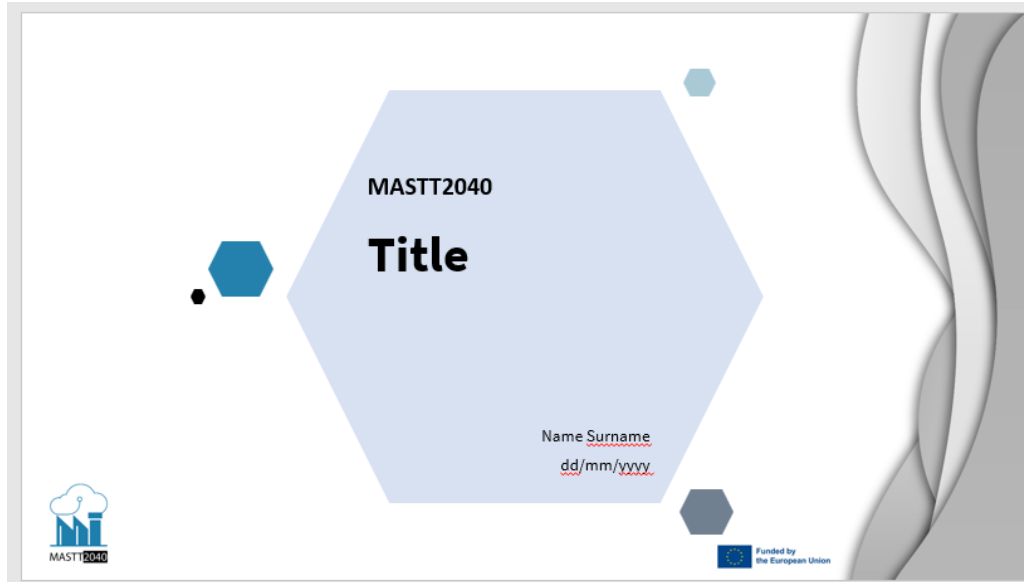 MASTT2040
Title
Name Surname
dd/mm/yyyy
MASTT2040
Funded by
the European Union